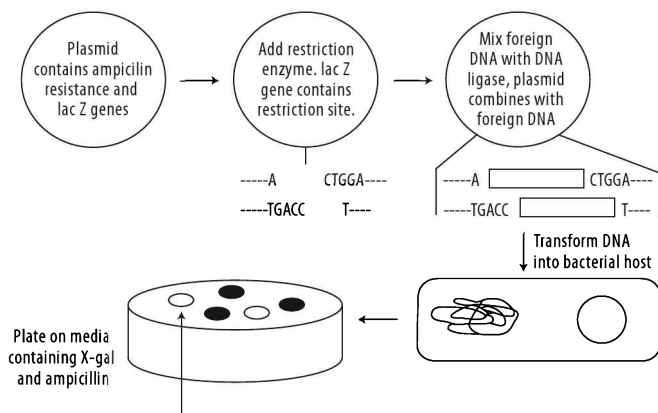 Plasmid
contains ampicilin
resistance and
lac Z genes
Add restriction
enzyme. lac Z
gene contains
restriction site.
Mix foreign
DNA with DNA
ligase, plasmid
combines with
foreign DNA
-----A CTGGA----
-----TGACC T----
----A CTGGA----
----TGACC T----
Transform DNA
into bacterial host
Plate on media
containing X-gal
and ampicillin